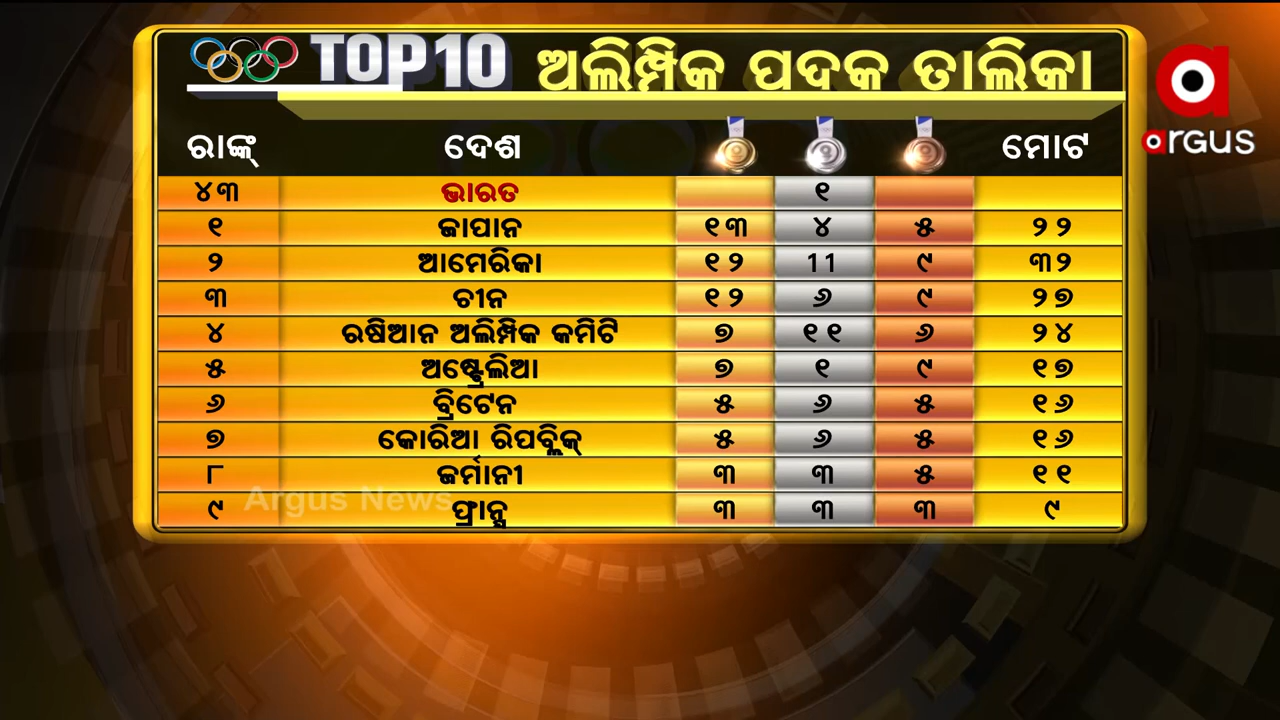 TOP10 ଅଲିମ୍ପିକ ପଦକ ତାଲିକା
argus
ରାଙ୍କ୍ ଦେଶ ମୋଟ
୪୩ ଭାରତ ୧
୧ ଜାପାନ ୧୩ ୪ ୫ ୨୨
୨ ଆମେରିକା ୧୨ 11 ୯ ୩୨
୩ ଚୀନ ୧୨ ୬ ୯ ୨୭
୪ ଋଷିଆନ ଅଲିମ୍ପିକ କମିଟି ୭ ୧୧ ୬ ୨୪
୫ ଅଷ୍ଟ୍ରେଲିଆ ୭ ୧ ୯ ୧୭
୬ ବ୍ରିଟେନ ୫ ୬ ୫ ୧୬
୭ କୋରିଆ ରିପବ୍ଲିକ୍ ୫ ୬ ୫ ୧୬
୮ ଜର୍ମାନୀ ୩ ୩ ୫ ୧୧
୯ ଫ୍ରାନ୍ସ ୩ ୩ ୩ ୯
Argus News